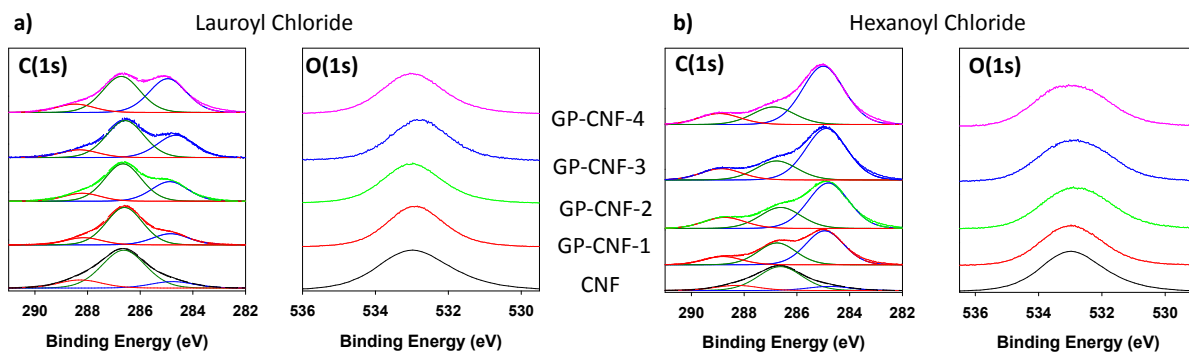 a) Lauroyl Chloride
b) Hexanoyl Chloride
C(1s)
O(1s)
C(1s)
O(1s)
GP-CNF-4
GP-CNF-3
GP-CNF-2
GP-CNF-1
CNF
290 288 286 284 282
536 534 532 530
290 288 286 284 282
536 534 532 530
Binding Energy (eV)
Binding Energy (eV)
Binding Energy (eV)
Binding Energy (eV)